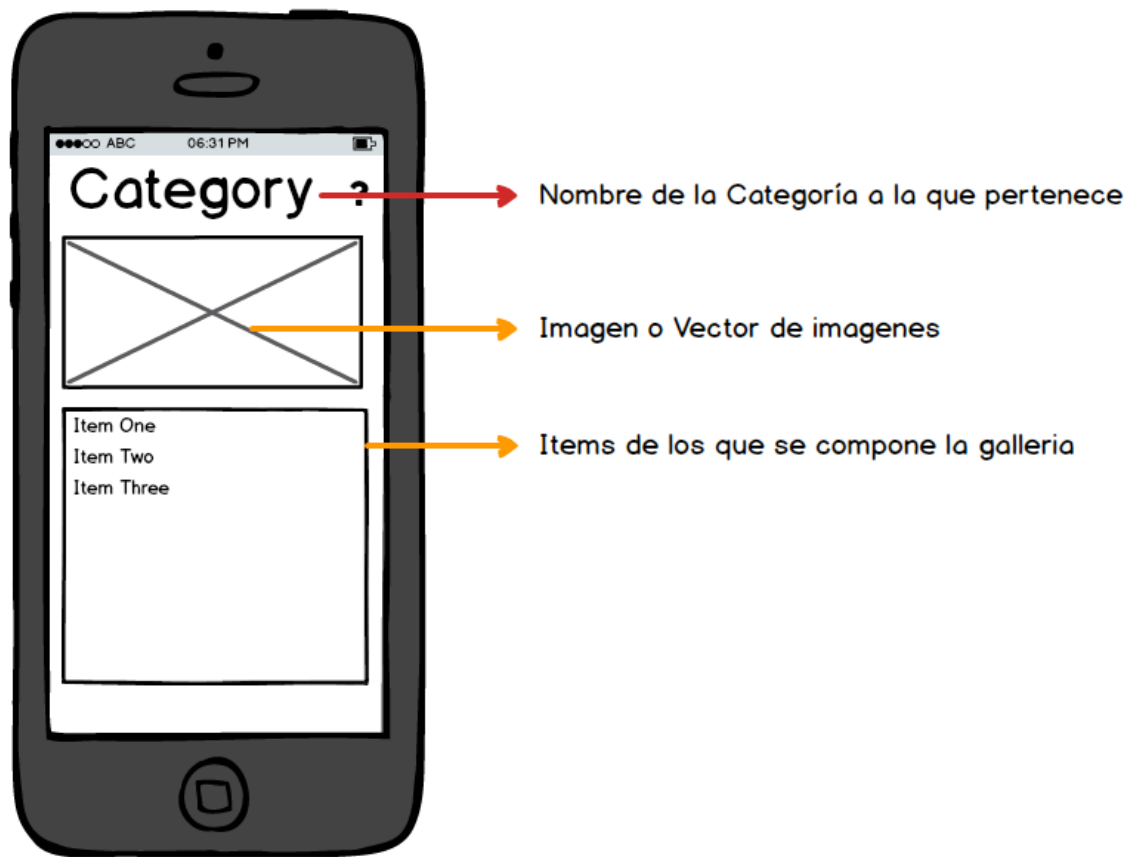 ABC 06:31 PM
Category ? Nombre de la Categoría a la que pertenece
Imagen o Vector de imagenes
Item One
Items de los que se compone la galleria
Item Two
Item Three